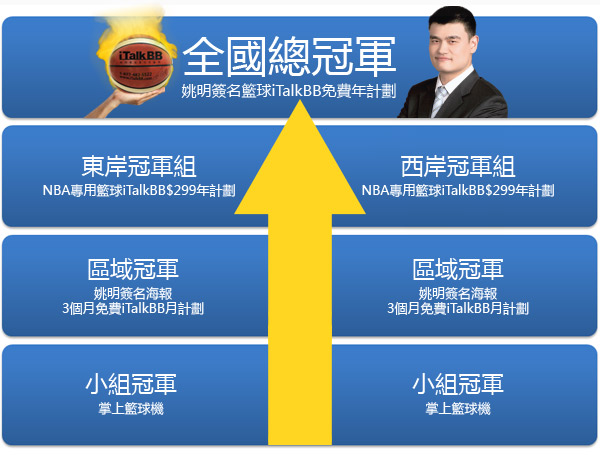 iTalkBB
全國總冠軍
姚明簽名籃球iTalkBB免費年計劃
東岸冠軍組
NBA專用籃球iTalkBB$299年計劃
西岸冠軍組
NBA專用籃球iTalkBB$299年計劃
區域冠軍
姚明簽名海報
3個月免費iTalkBB月計劃
區域冠軍
姚明簽名海報
3個月免費iTalkBB月計劃
小組冠軍
掌上籃球機
小組冠軍
掌上籃球機